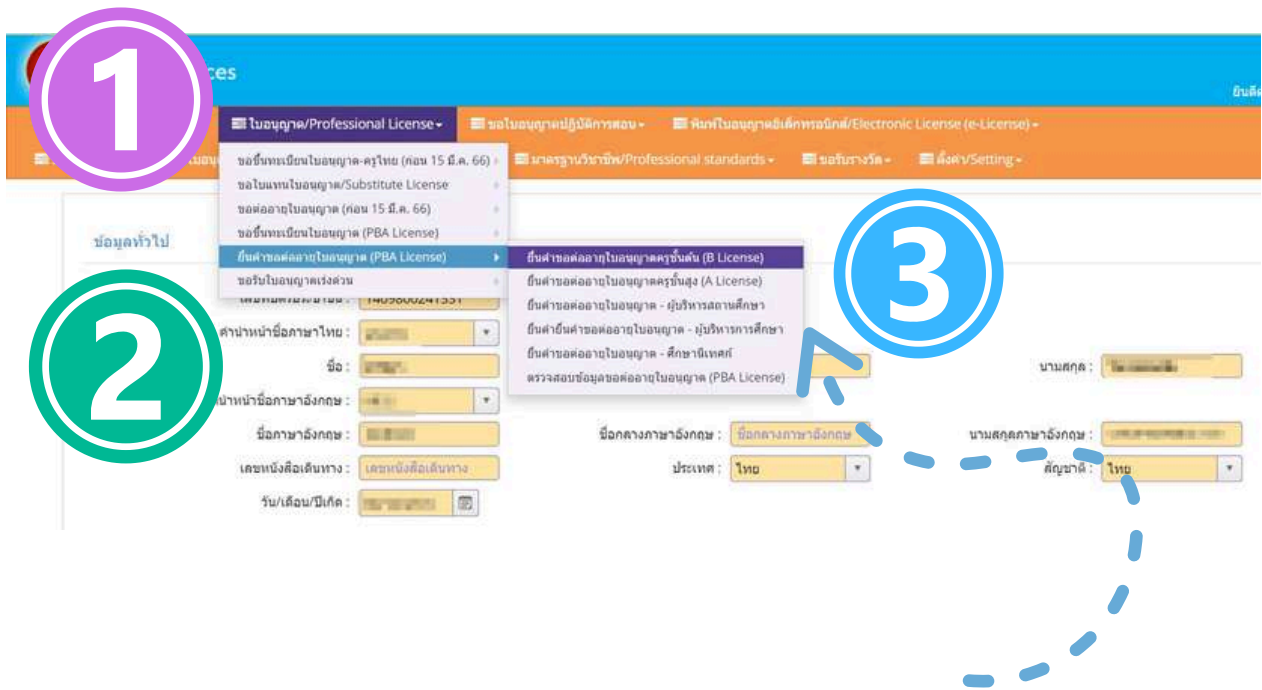 1
ces
ยินดี
ใบอนุญาต/Professional License
ขอใบอนุญาตปฏิบัติการสอน
พิมพ์ใบอนุญาตอิเล็กทรอนิกส์/Electronic License (e-License)
มาตรฐานวิชาชีพ/Professional standards
ขอรับรางวัล
ตั้งค่า/Setting
ขอขึ้นทะเบียนใบอนุญาต-ครูไทย (ก่อน 15 มี.ค. 66)
ขอใบแทนใบอนุญาต/Substitute License
ขอต่ออายุใบอนุญาต (ก่อน 15 มี.ค. 66)
ขอขึ้นทะเบียนใบอนุญาต (PBA License)
ยื่นคำขอต่ออายุใบอนุญาต (PBA License)
ขอรับใบอนุญาตเร่งด่วน
3
ยื่นคำขอต่ออายุใบอนุญาตครูชั้นต้น (B License)
ยื่นคำขอต่ออายุใบอนุญาตครูชั้นสูง (A License)
ยื่นคำขอต่ออายุใบอนุญาต - ผู้บริหารสถานศึกษา
ยื่นคำยื่นคำขอต่ออายุใบอนุญาต - ผู้บริหารการศึกษา
ยื่นคำขอต่ออายุใบอนุญาต - ศึกษานิเทศก์
ตรวจสอบข้อมูลขอต่ออายุใบอนุญาต (PBA License)
ข้อมูลทั่วไป
2
คำนำหน้าชื่อภาษาไทย :
ชื่อ :
นามสกุล :
นำหน้าชื่อภาษาอังกฤษ :
ชื่อภาษาอังกฤษ :
ชื่อกลางภาษาอังกฤษ : ชื่อกลางภาษาอังกฤษ
นามสกุลภาษาอังกฤษ :
เลขหนังสือเดินทาง : เลขหนังสือเดินทาง
ประเทศ : ไทย
สัญชาติ : ไทย
วัน/เดือน/ปีเกิด :